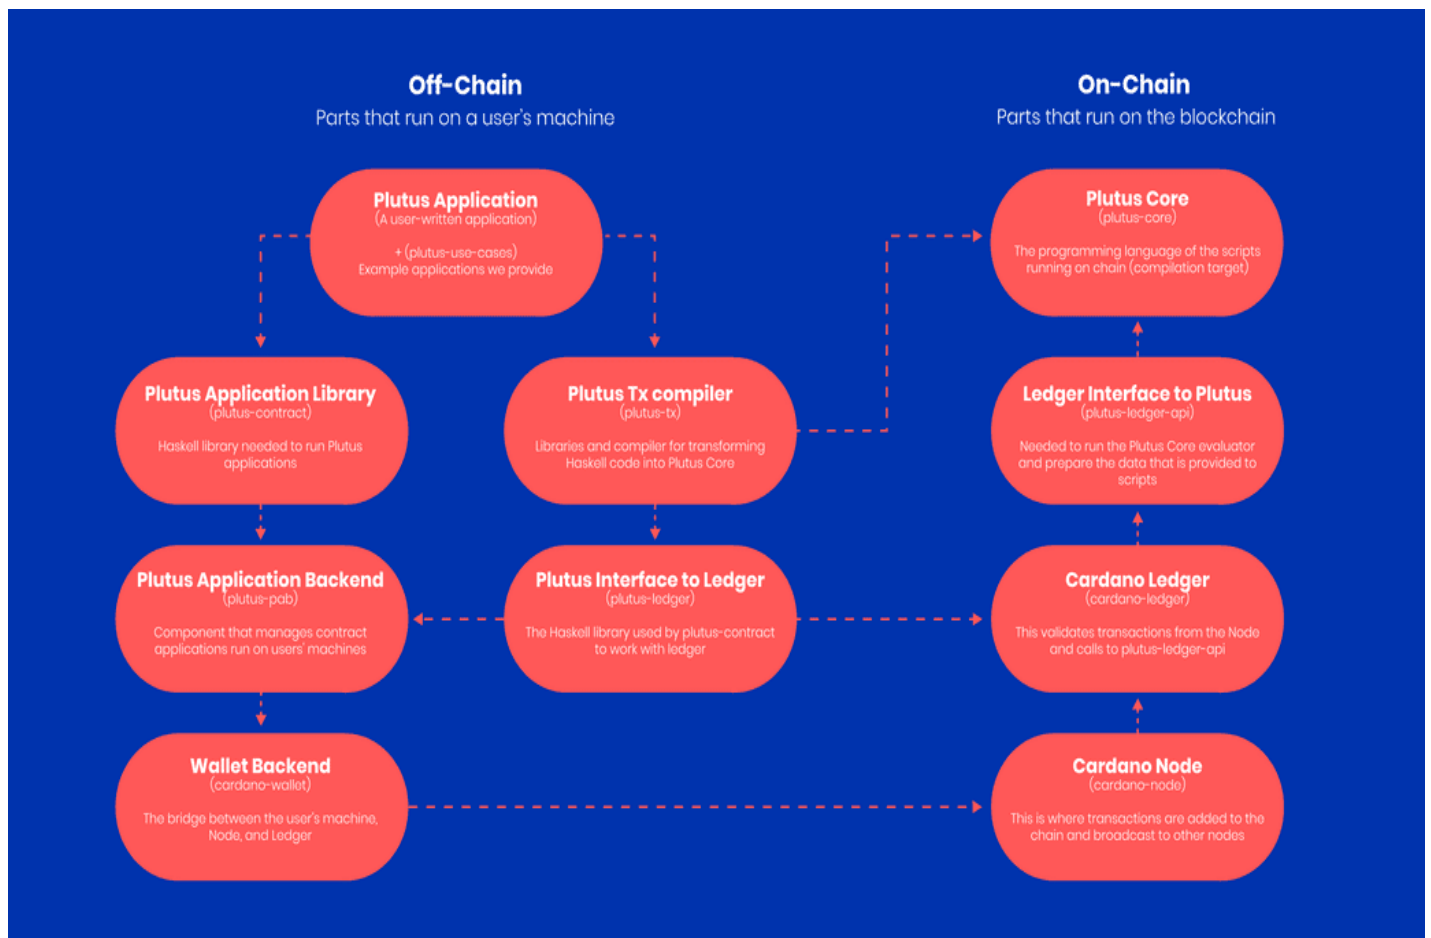 Off-Chain
Parts that run on a user's machine
On-Chain
Parts that run on the blockchain
Plutus Application
(A user-written application)
+ (plutus-use-cases)
Example applications we provide
Plutus Core
(plutus-core)
The programming language of the scripts
running on chain (compilation target)
Plutus Application Library
(plutus-contract)
Haskell library needed to run Plutus
applications
Plutus Tx compiler
(plutus-tx)
Libraries and compiler for transforming
Haskell code into Plutus Core
Ledger Interface to Plutus
(plutus-ledger-api)
Needed to run the Plutus Core evaluator
and prepare the data that is provided to
scripts
Plutus Application Backend
(plutus-pab)
Component that manages contract
applications run on users' machines
Plutus Interface to Ledger
(plutus-ledger)
The Haskell library used by plutus-contract
to work with ledger
Cardano Ledger
(cardano-ledger)
This validates transactions from the Node
and calls to plutus-ledger-api
Wallet Backend
(cardano-wallet)
The bridge between the user's machine,
Node, and Ledger
Cardano Node
(cardano-node)
This is where transactions are added to the
chain and broadcast to other nodes